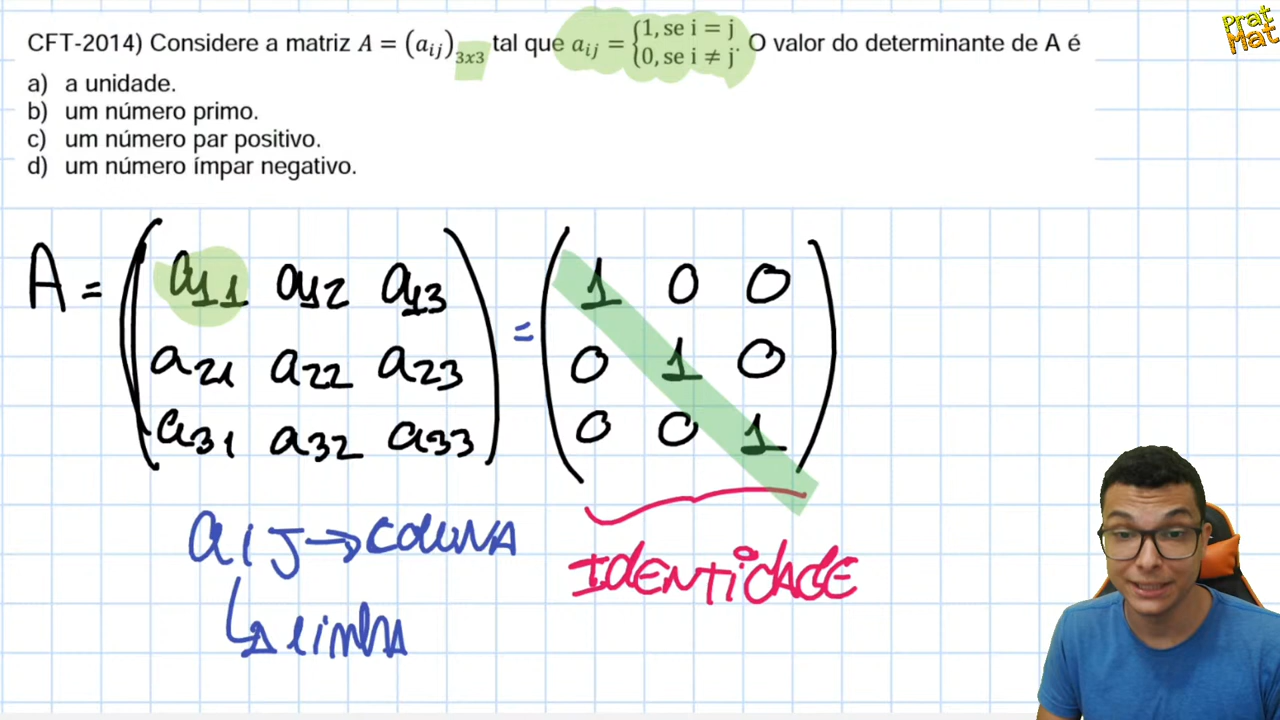 Prat Mat
CFT-2014) Considere a matriz A = (aij)3x3 tal que aij = {1, se i = j
{0, se i ≠ j. O valor do determinante de A é
a) a unidade.
b) um número primo.
c) um número par positivo.
d) um número ímpar negativo.
A = ( a11 a12 a13 ) = ( 1 0 0 )
a21 a22 a23 0 1 0
a31 a32 a33 0 0 1
aij → COLUNA
linhA
IdENTidAdE